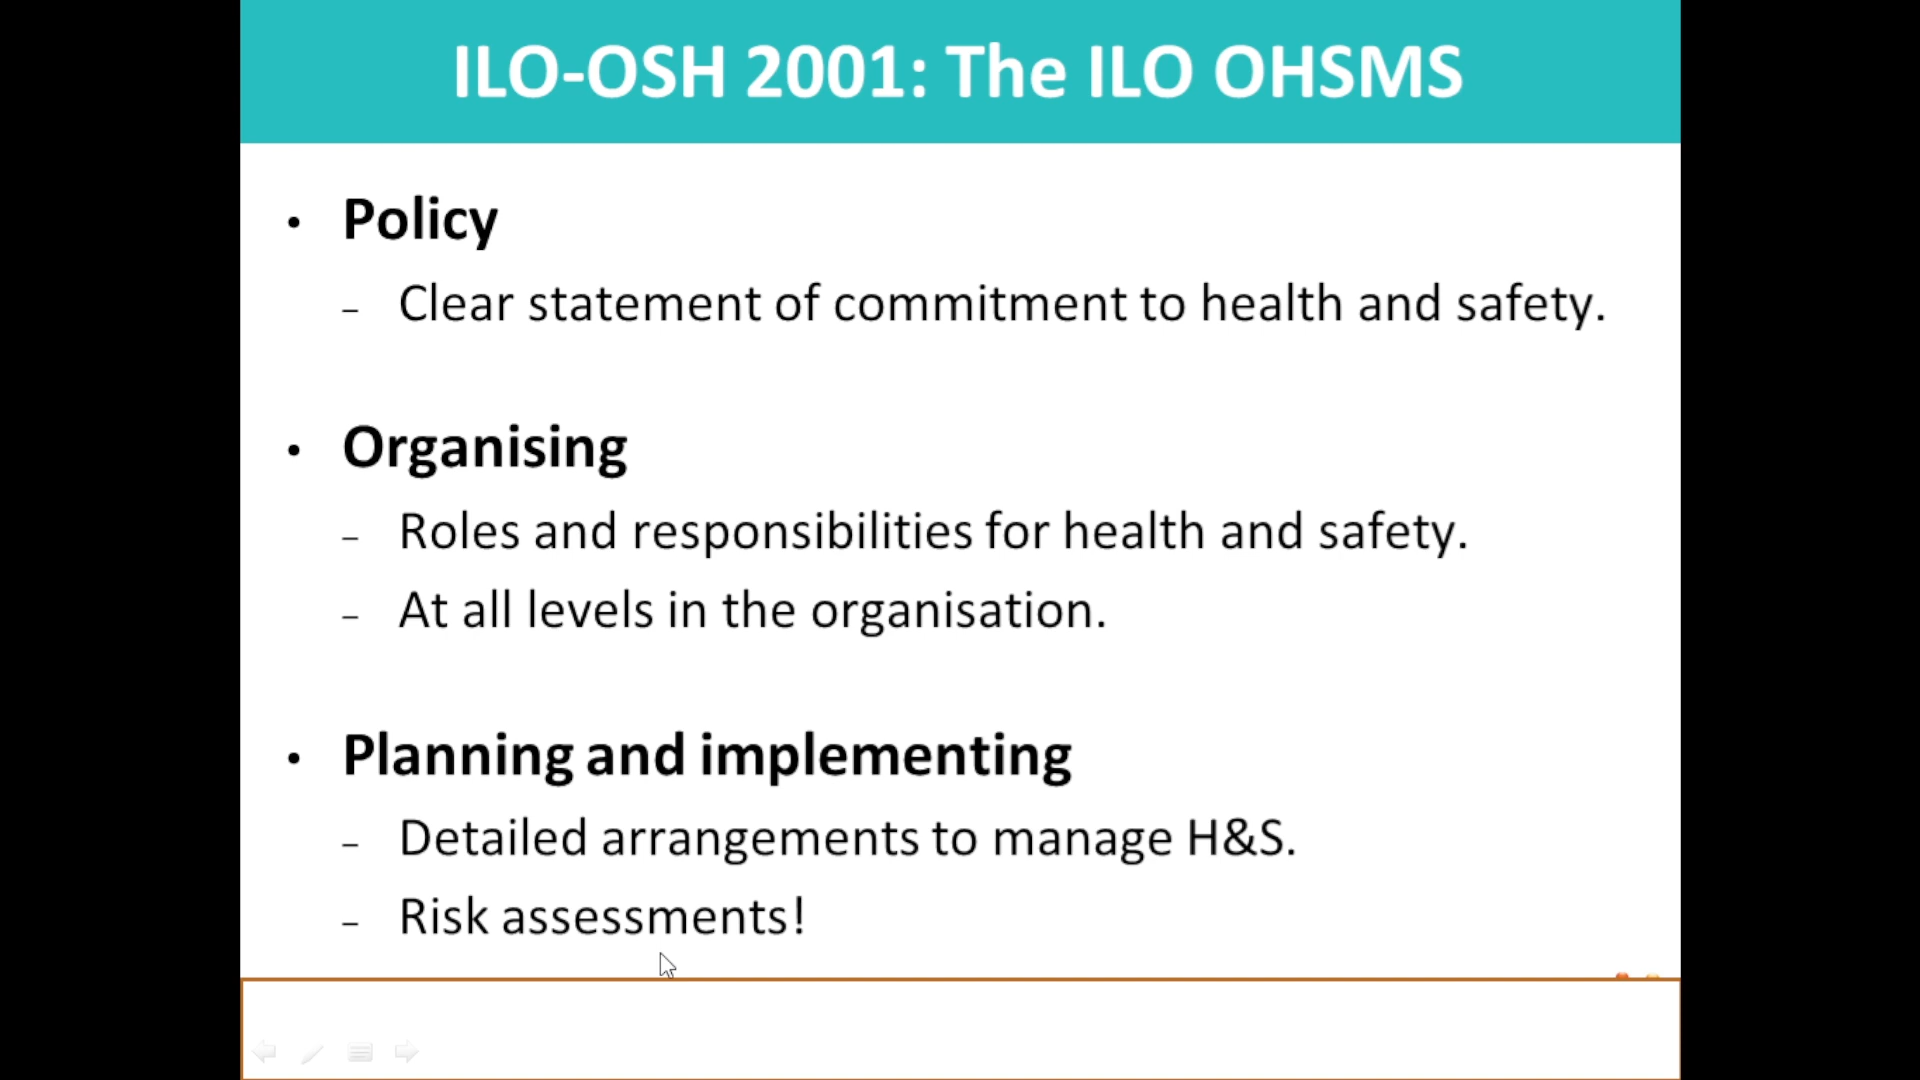 ILO-OSH 2001: The ILO OHSMS
• Policy
– Clear statement of commitment to health and safety.
• Organising
– Roles and responsibilities for health and safety.
– At all levels in the organisation.
• Planning and implementing
– Detailed arrangements to manage H&S.
– Risk assessments!